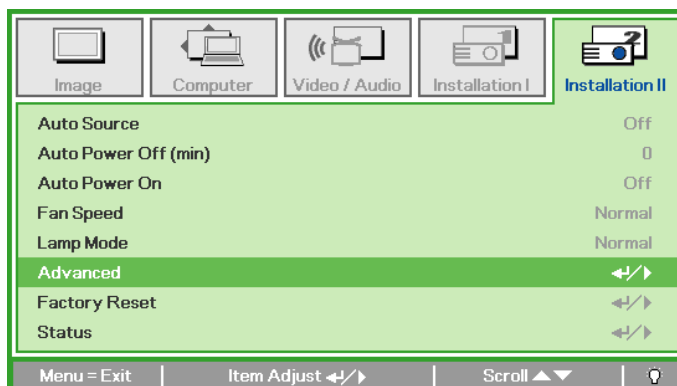 Image Computer Video / Audio Installation I Installation II
Auto Source Off
Auto Power Off (min) 0
Auto Power On Off
Fan Speed Normal
Lamp Mode Normal
Advanced
Factory Reset
Status
Menu = Exit Item Adjust Scroll